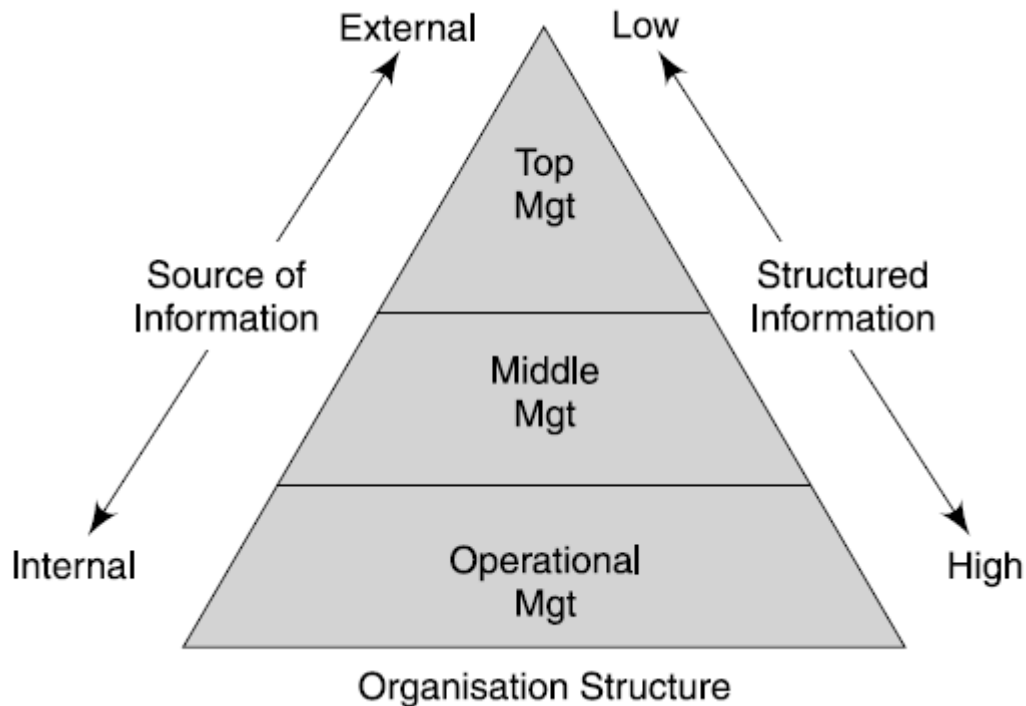 External
Low
Top
Mgt
Source of
Information
Structured
Information
Middle
Mgt
Internal
Operational
Mgt
High
Organisation Structure